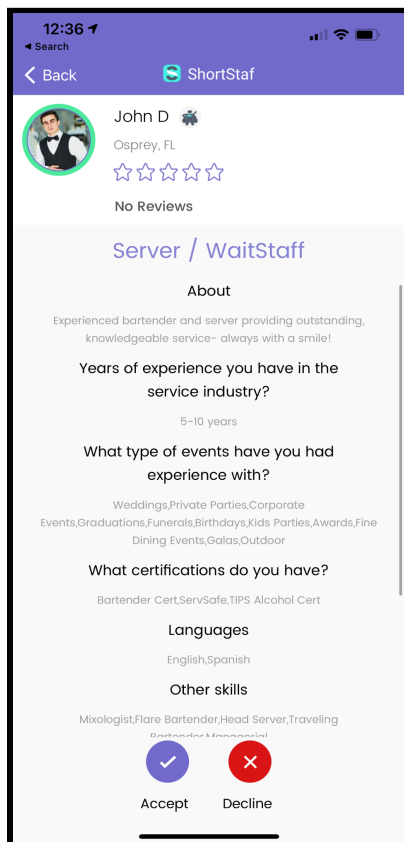 12:36
◀ Search
Back
ShortStaf
John D
Osprey, FL
No Reviews
Server / WaitStaff
About
Experienced bartender and server providing outstanding,
knowledgeable service- always with a smile!
Years of experience you have in the
service industry?
5-10 years
What type of events have you had
experience with?
Weddings,Private Parties,Corporate
Events,Graduations,Funerals,Birthdays,Kids Parties,Awards,Fine
Dining Events,Galas,Outdoor
What certifications do you have?
Bartender Cert,ServSafe,TIPS Alcohol Cert
Languages
English,Spanish
Other skills
Mixologist,Flare Bartender,Head Server,Traveling
Bartender,Managerial
Accept
Decline